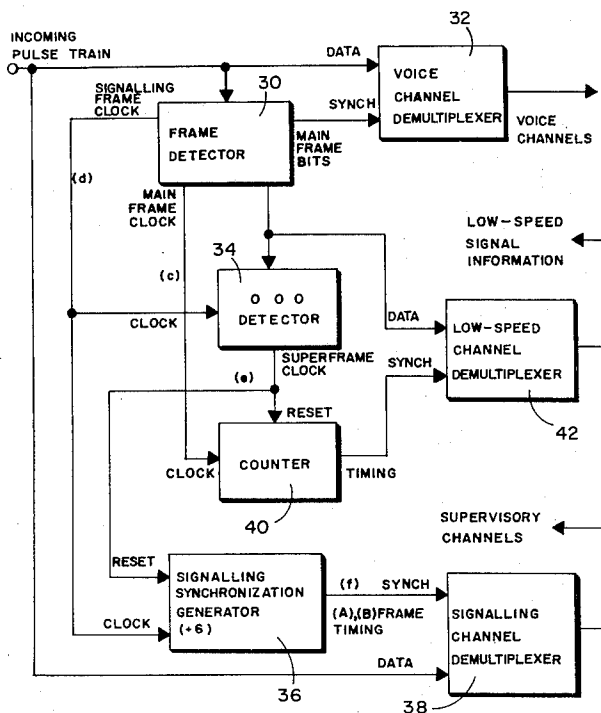 INCOMING
PULSE TRAIN
SIGNALLING
FRAME
CLOCK
30
FRAME
DETECTOR
DATA
SYNCH
MAIN
FRAME
BITS
32
VOICE
CHANNEL
DEMULTIPLEXER
VOICE
CHANNELS
(d)
MAIN
FRAME
CLOCK
(c)
34
O O O
DETECTOR
CLOCK
SUPERFRAME
CLOCK
(e)
RESET
COUNTER
CLOCK
TIMING
40
LOW-SPEED
SIGNAL
INFORMATION
DATA
SYNCH
LOW-SPEED
CHANNEL
DEMULTIPLEXER
42
SUPERVISORY
CHANNELS
RESET
CLOCK
SIGNALLING
SYNCHRONIZATION
GENERATOR
(÷6)
36
(f) SYNCH
(A),(B)FRAME
TIMING
DATA
SIGNALLING
CHANNEL
DEMULTIPLEXER
38